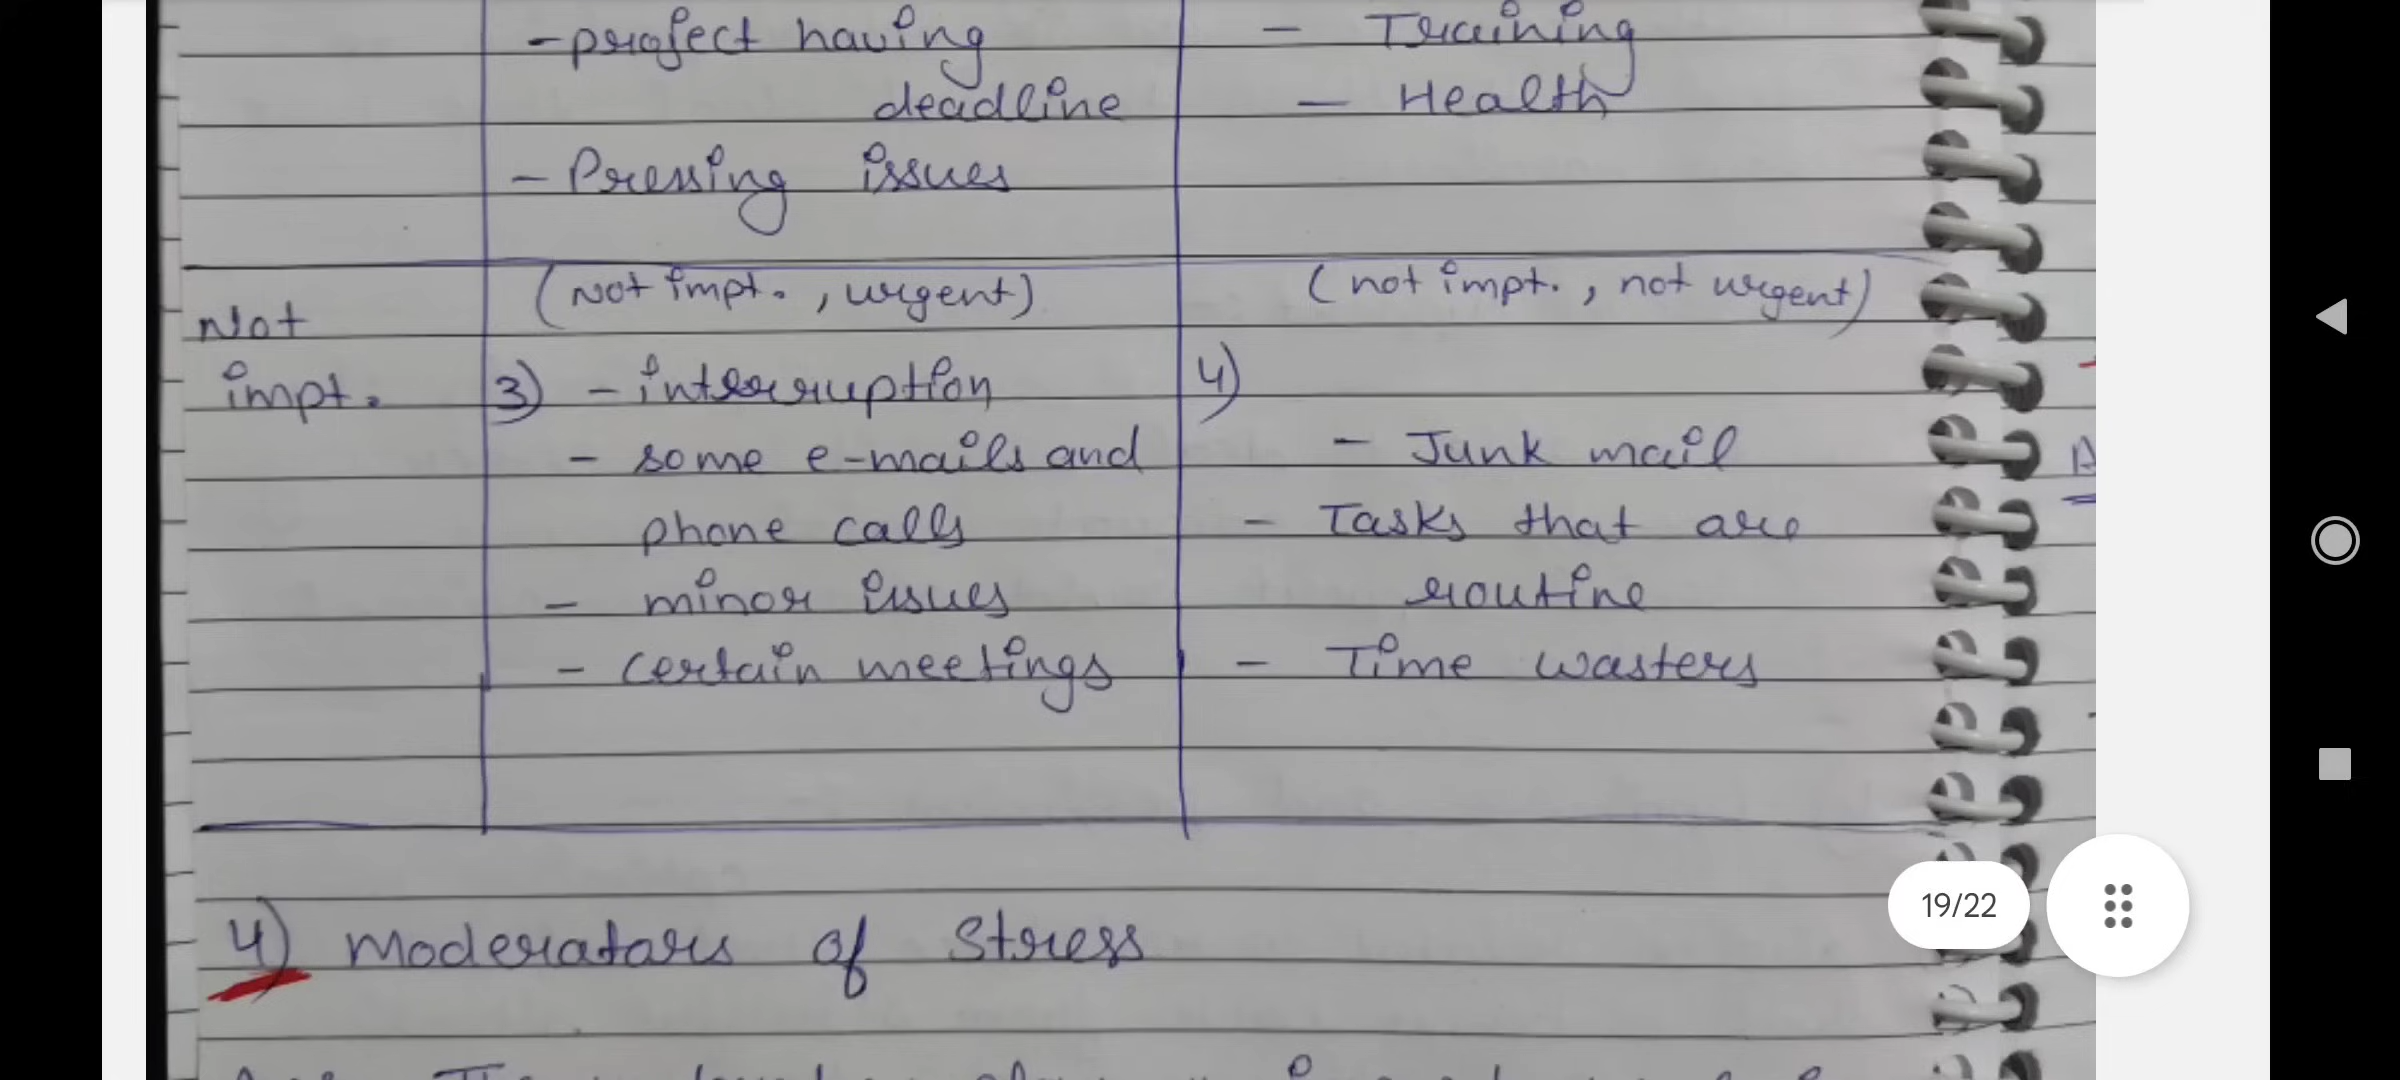 -project having
- Training
deadline
- Health
- Pressing issues
(Not impt., urgent)
(not impt., not urgent)
Not
impt.
3) - interruption
4)
- some e-mails and
- Junk mail
phone calls
- Tasks that are
- minor issues
routine
- certain meetings
- Time wasters
19/22
4) Moderators of Stress